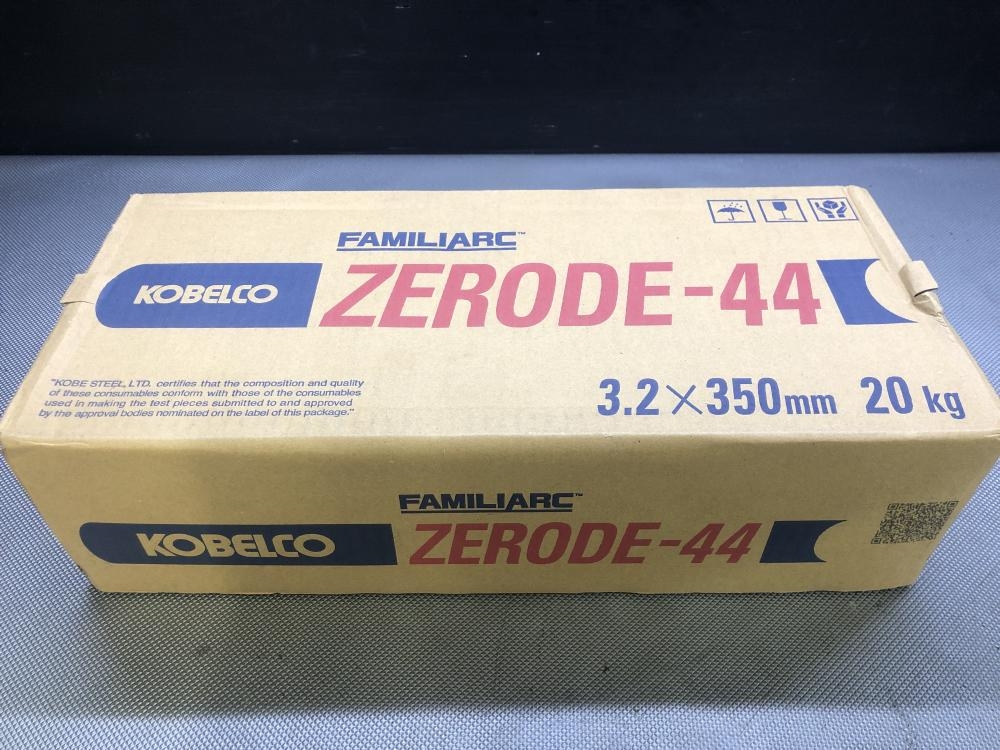 FAMILIARC™
KOBELCO ZERODE-44
"KOBE STEEL, LTD. certifies that the composition and quality
of these consumables conform with those of the consumables
used in making the test pieces submitted to and approved
by the approval bodies nominated on the label of this package."
3.2×350mm 20kg
FAMILIARC™
KOBELCO ZERODE-44